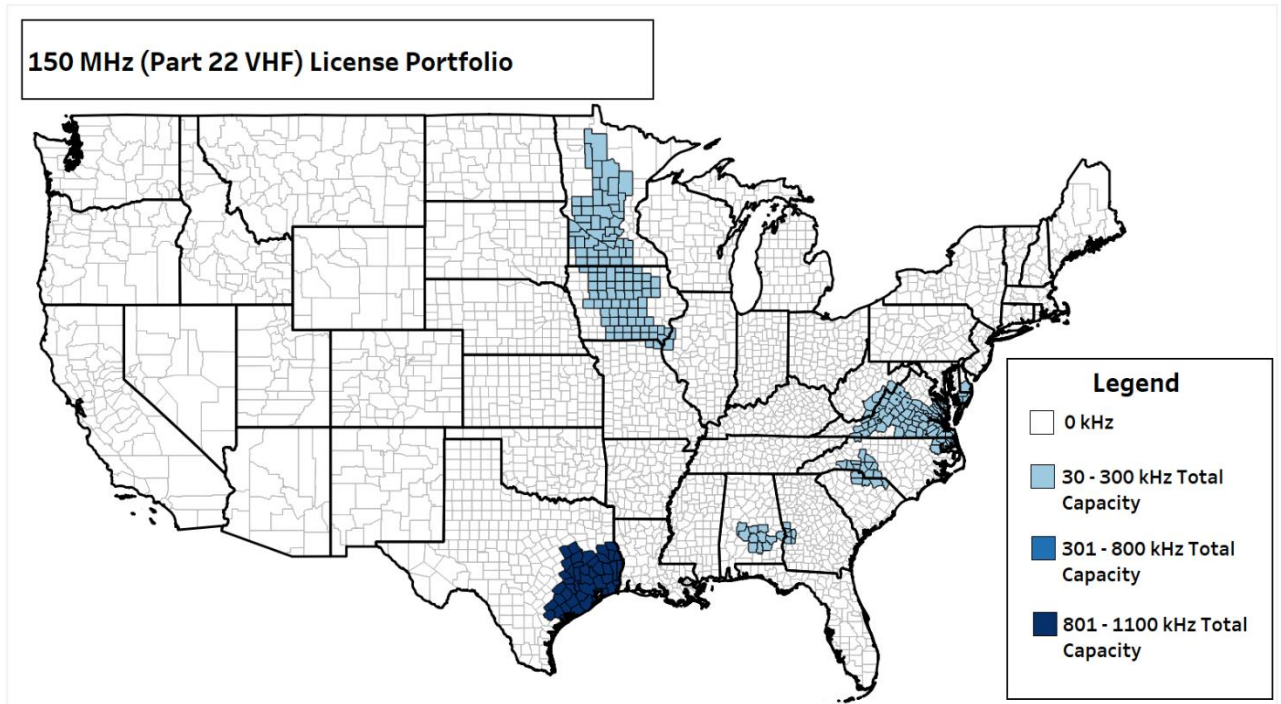 150 MHz (Part 22 VHF) License Portfolio
Legend
0 kHz
30 - 300 kHz Total
Capacity
301 - 800 kHz Total
Capacity
801 - 1100 kHz Total
Capacity